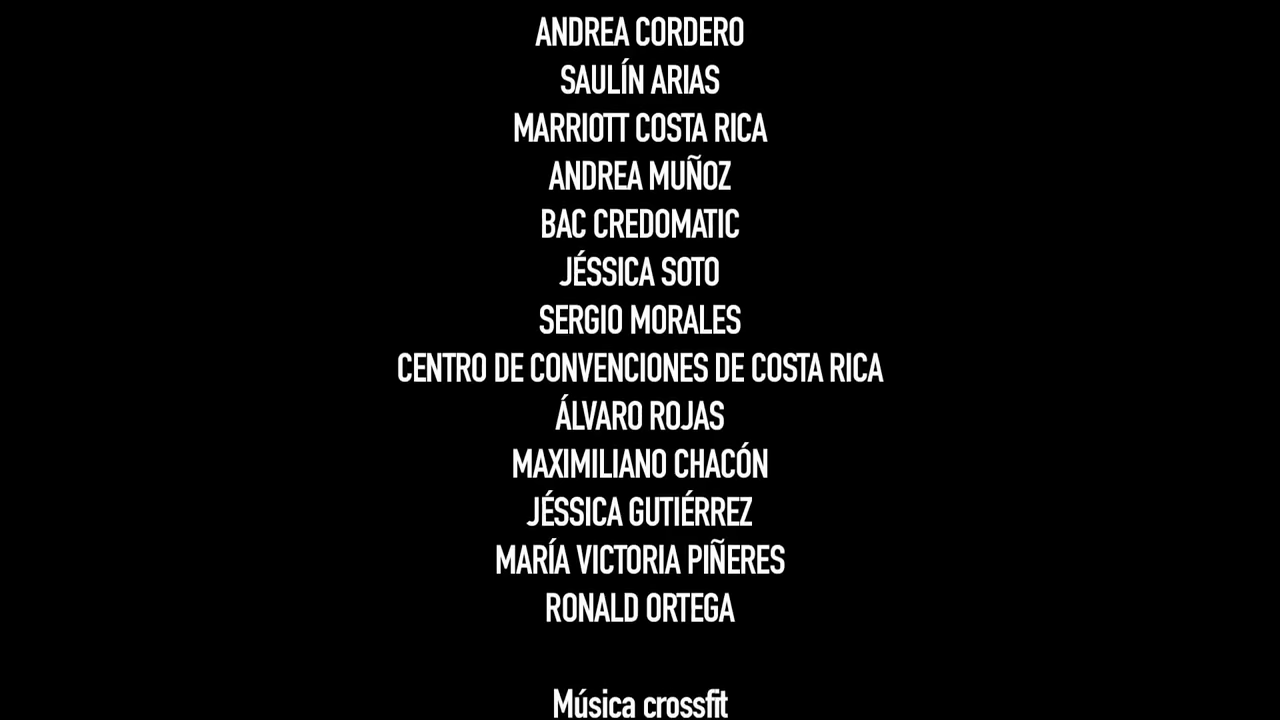 ANDREA CORDERO
SAULÍN ARIAS
MARRIOTT COSTA RICA
ANDREA MUÑOZ
BAC CREDOMATIC
JÉSSICA SOTO
SERGIO MORALES
CENTRO DE CONVENCIONES DE COSTA RICA
ÁLVARO ROJAS
MAXIMILIANO CHACÓN
JÉSSICA GUTIÉRREZ
MARÍA VICTORIA PIÑERES
RONALD ORTEGA
Música crossfit